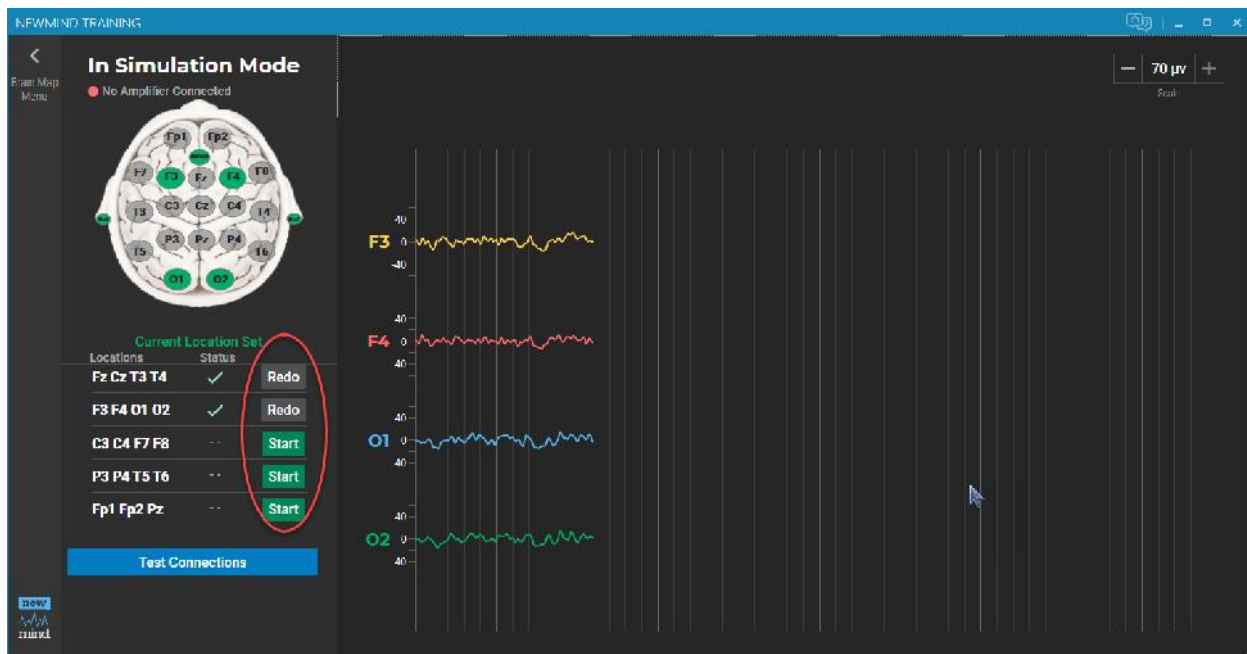 NEWMIND TRAINING
Brain Map
Menu
In Simulation Mode
No Amplifier Connected
Fp1 Fp2
F7 F3 Fz F4 F8
T3 C3 Cz C4 T4
T5 P3 Pz P4 T6
O1 O2
Current Location Set
Locations Status
Fz Cz T3 T4 Redo
F3 F4 O1 O2 Redo
C3 C4 F7 F8 -- Start
P3 P4 T5 T6 -- Start
Fp1 Fp2 Pz -- Start
Test Connections
new
mind
70 µv
Scale
40
F3 0
-40
40
F4 0
40
40
O1 0
40
40
O2 0
40